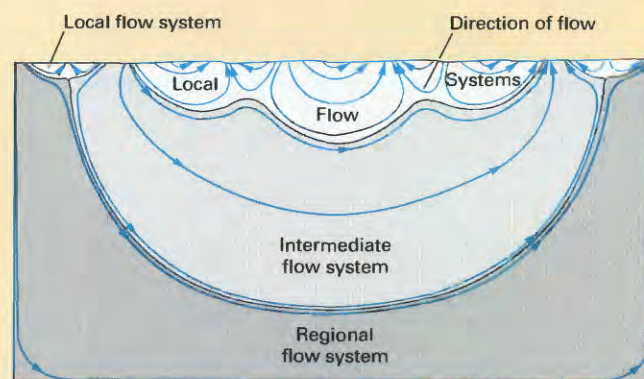 Local flow system
Direction of flow
Local
Systems
Flow
Intermediate
flow system
Regional
flow system